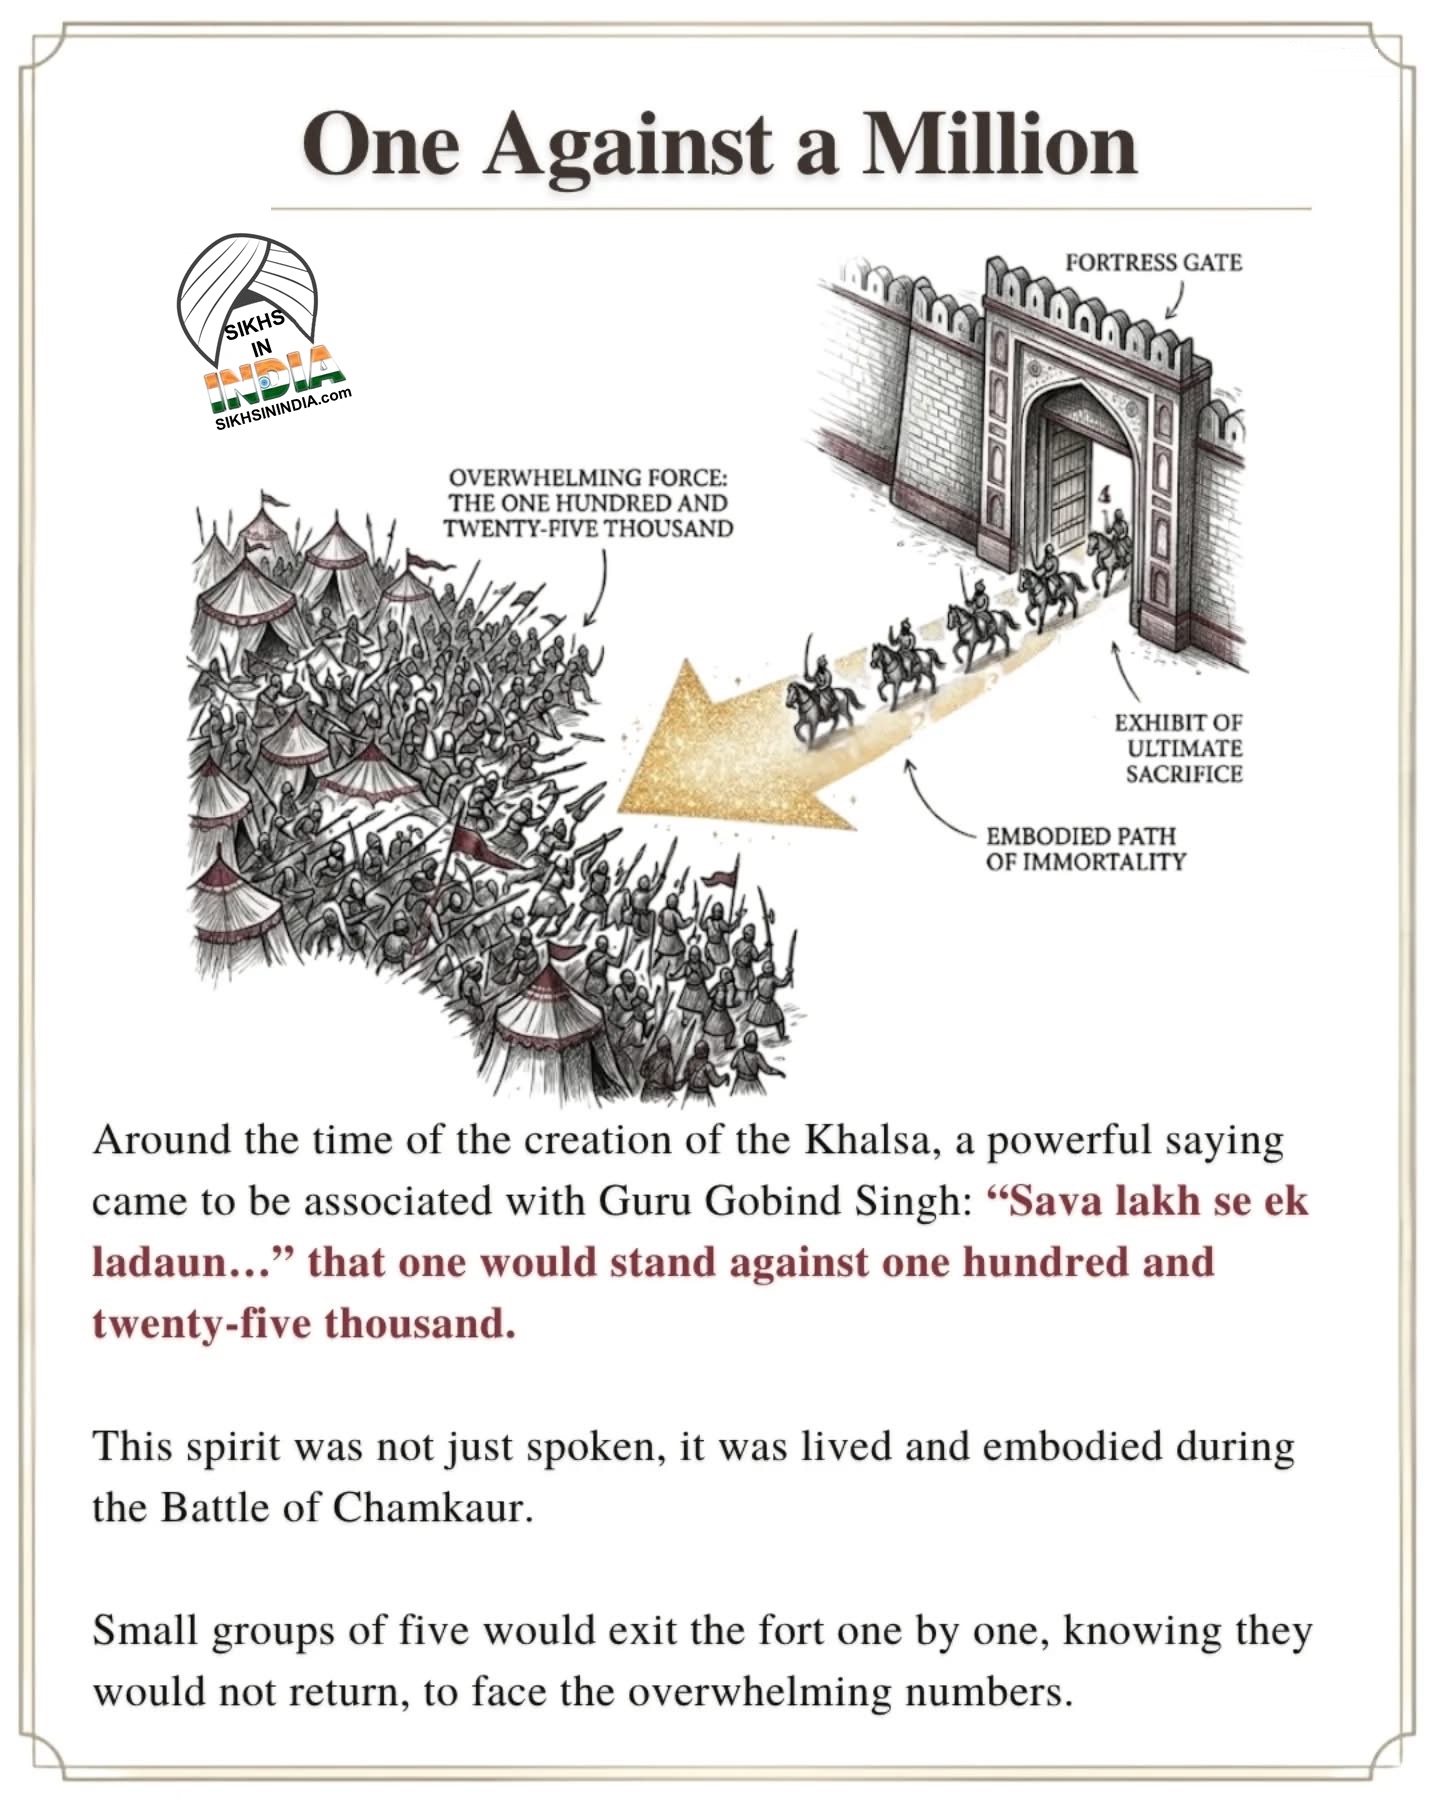 One Against a Million
SIKHS
IN
INDIA
SIKHSININDIA.com
FORTRESS GATE
OVERWHELMING FORCE:
THE ONE HUNDRED AND
TWENTY-FIVE THOUSAND
4
EXHIBIT OF
ULTIMATE
SACRIFICE
EMBODIED PATH
OF IMMORTALITY
Around the time of the creation of the Khalsa, a powerful saying
came to be associated with Guru Gobind Singh: “Sava lakh se ek
ladaun…” that one would stand against one hundred and
twenty-five thousand.
This spirit was not just spoken, it was lived and embodied during
the Battle of Chamkaur.
Small groups of five would exit the fort one by one, knowing they
would not return, to face the overwhelming numbers.